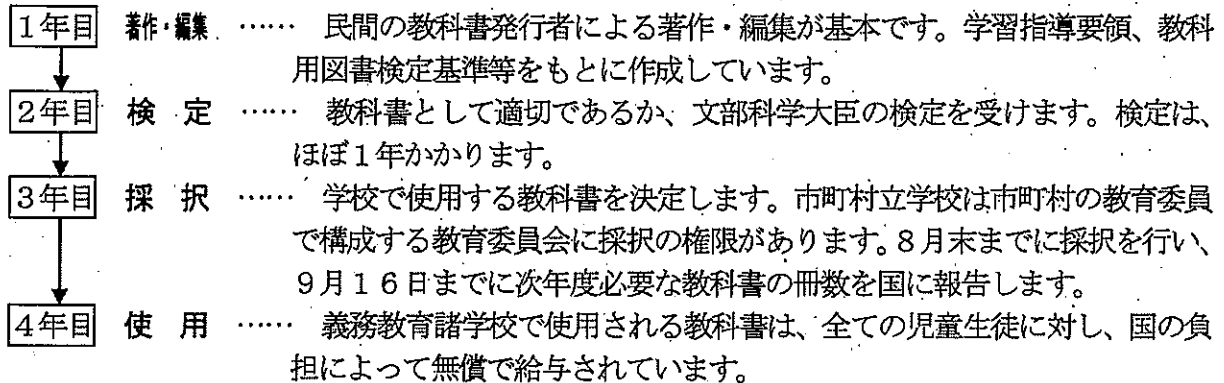 1年目 著作・編集 …… 民間の教科書発行者による著作・編集が基本です。学習指導要領、教科
用図書検定基準等をもとに作成しています。
2年目 検 定 …… 教科書として適切であるか、文部科学大臣の検定を受けます。検定は、
ほぼ1年かかります。
3年目 採 択 …… 学校で使用する教科書を決定します。市町村立学校は市町村の教育委員
で構成する教育委員会に採択の権限があります。8月末までに採択を行い、
9月16日までに次年度必要な教科書の冊数を国に報告します。
4年目 使 用 …… 義務教育諸学校で使用される教科書は、全ての児童生徒に対し、国の負
担によって無償で給与されています。